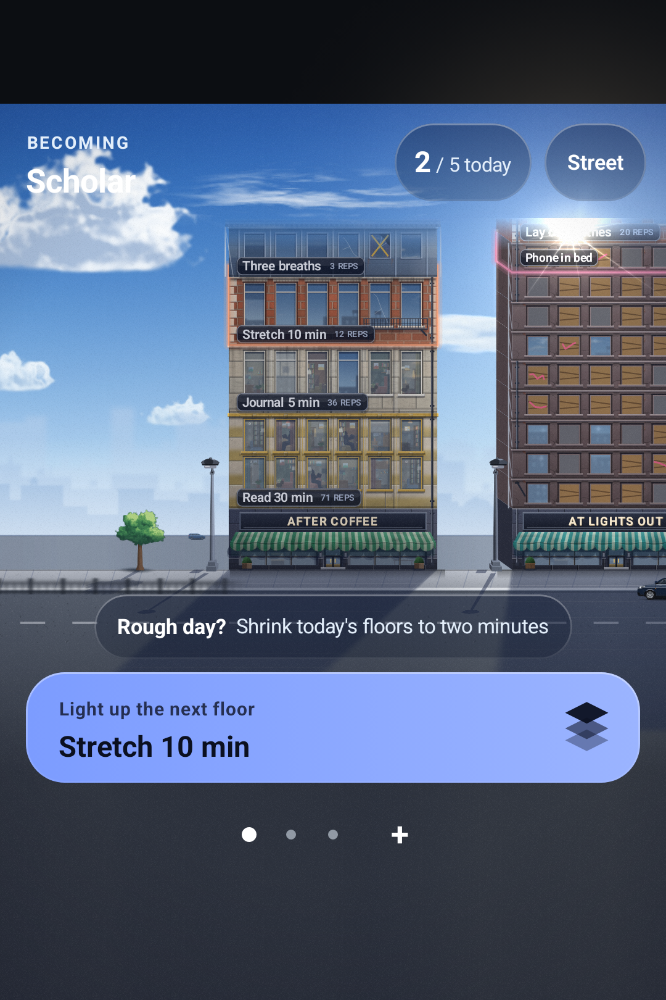 BECOMING
Scholar
2 / 5 today
Street
Three breaths 3 REPS
Stretch 10 min 12 REPS
Journal 5 min 36 REPS
Read 30 min 71 REPS
AFTER COFFEE
Lay 20 REPS
Phone in bed
AT LIGHTS OUT
Rough day? Shrink today's floors to two minutes
Light up the next floor
Stretch 10 min